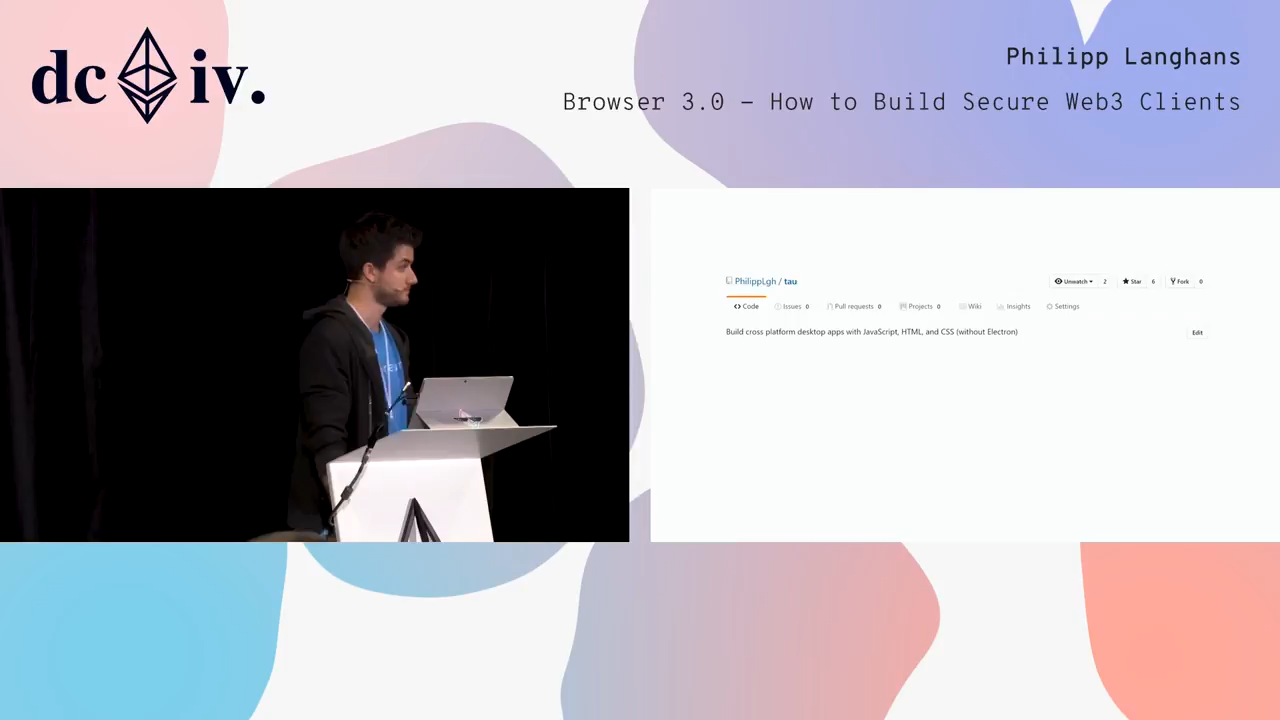 dc iv.
Philipp Langhans
Browser 3.0 – How to Build Secure Web3 Clients
PhilippLgh / tau
Unwatch 2 Star 6 Fork 0
Code Issues 0 Pull requests 0 Projects 0 Wiki Insights Settings
Build cross platform desktop apps with JavaScript, HTML, and CSS (without Electron)
Edit